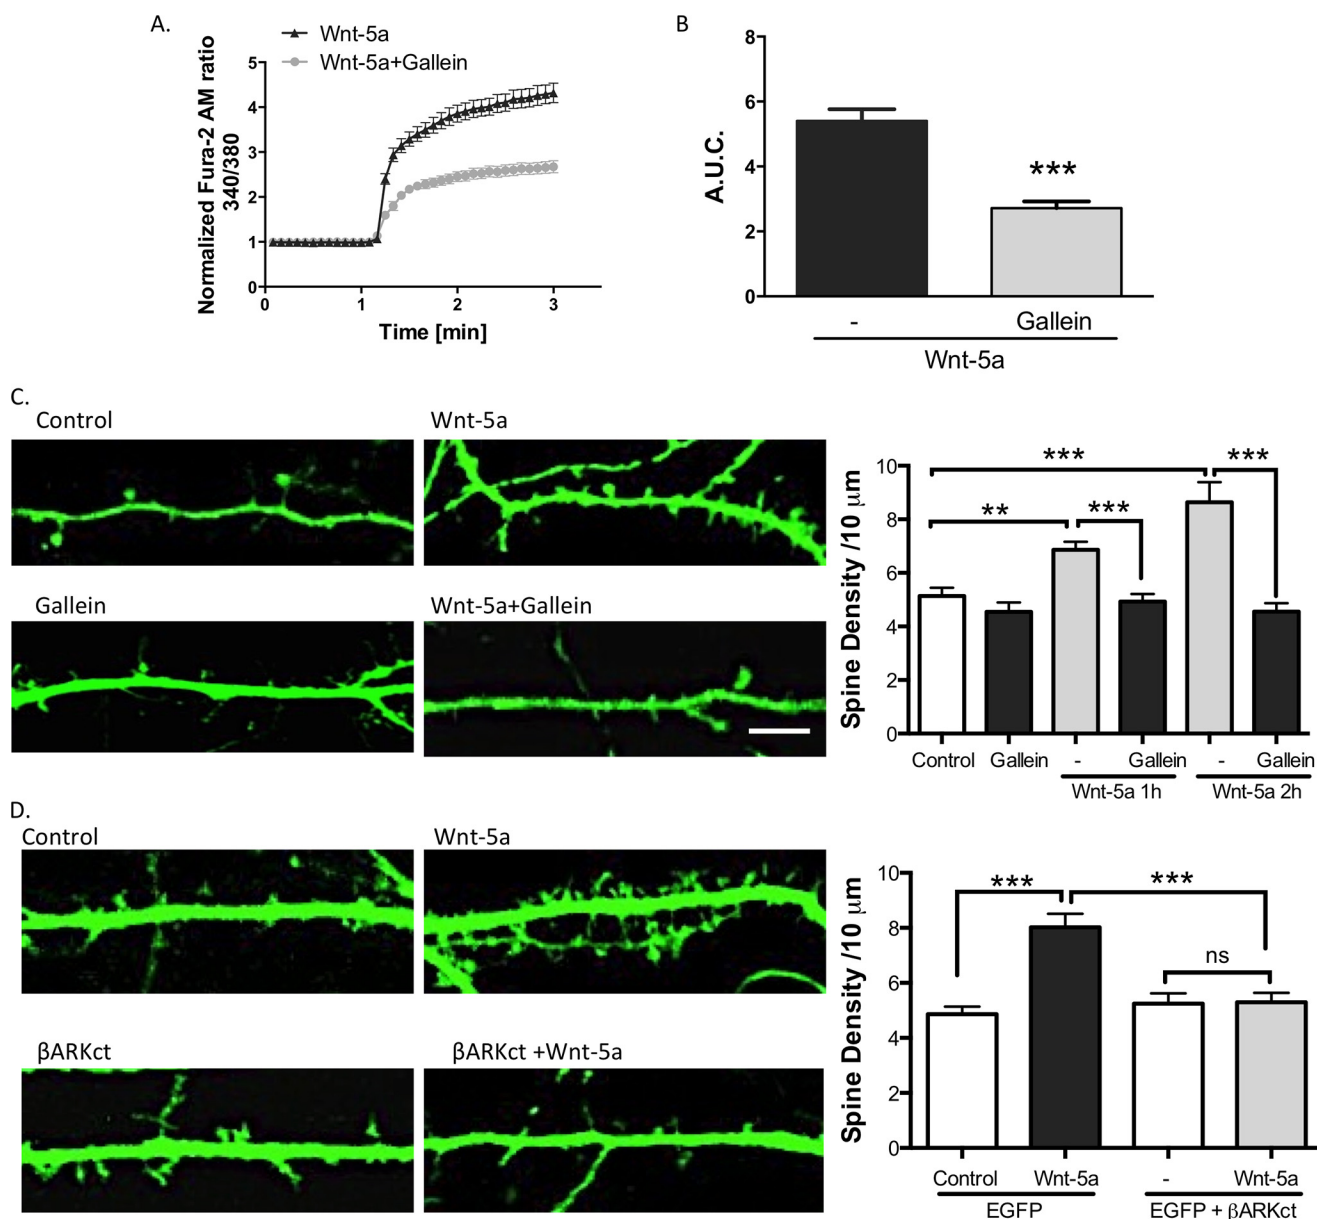 A.
Wnt-5a
Wnt-5a+Gallein
Normalized Fura-2 AM ratio
340/380
5
4
3
2
1
0
0 1 2 3
Time [min]
B
A.U.C.
8
6
4
2
0
***
- Gallein
Wnt-5a
C.
Control
Wnt-5a
Gallein
Wnt-5a+Gallein
Spine Density /10 μm
10
8
6
4
2
0
*** ***
** ***
Control Gallein - Gallein - Gallein
Wnt-5a 1h Wnt-5a 2h
D.
Control
Wnt-5a
βARKct
βARKct +Wnt-5a
Spine Density /10 μm
10
8
6
4
2
0
*** ***
ns
Control Wnt-5a - Wnt-5a
EGFP EGFP + βARKct